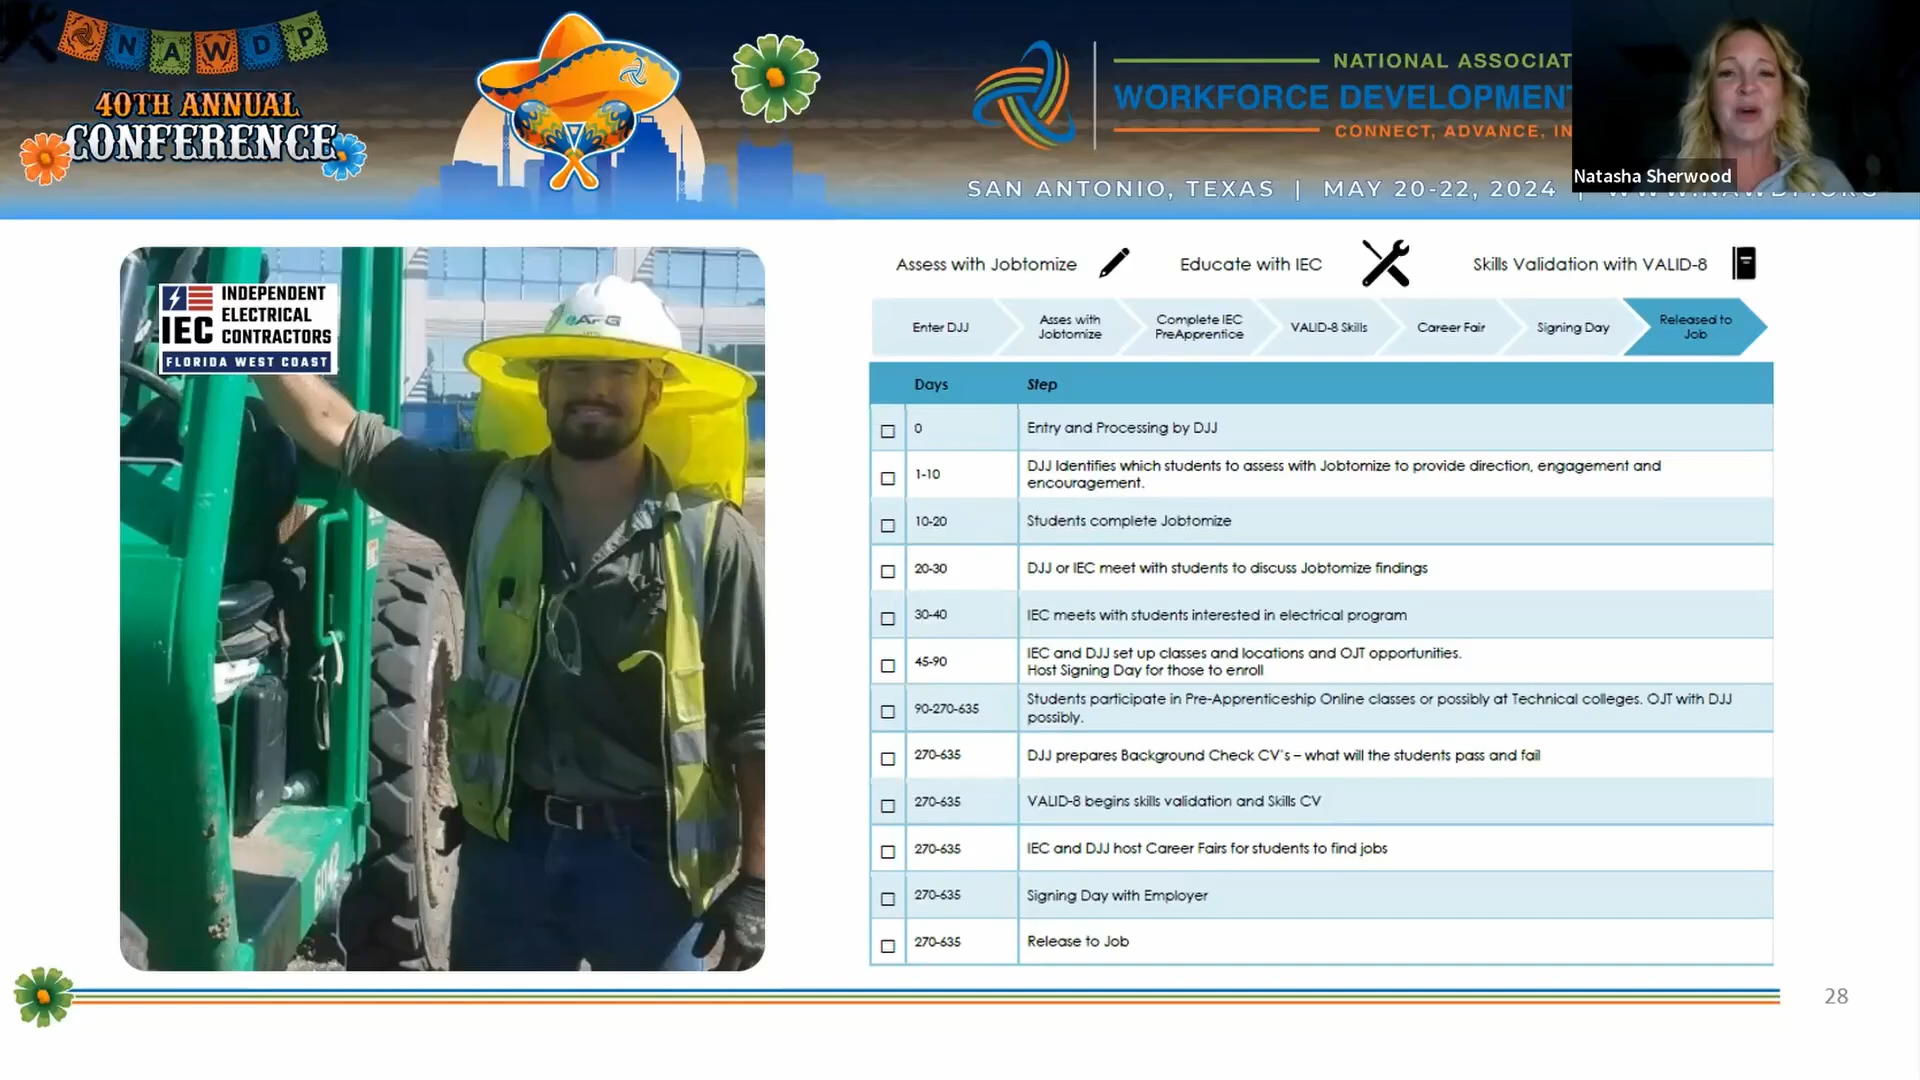 NAWDP
40TH ANNUAL
CONFERENCE
NATIONAL ASSOCIAT
WORKFORCE DEVELOPMENT
CONNECT, ADVANCE, IN
SAN ANTONIO, TEXAS | MAY 20-22, 2024 |
Natasha Sherwood
INDEPENDENT
ELECTRICAL
IEC CONTRACTORS
FLORIDA WEST COAST
Assess with Jobtomize
Educate with IEC
Skills Validation with VALID-8
Enter DJJ
Asses with
Jobtomize
Complete IEC
PreApprentice
VALID-8 Skills
Career Fair
Signing Day
Released to
Job
Days Step
0 Entry and Processing by DJJ
1-10 DJJ Identifies which students to assess with Jobtomize to provide direction, engagement and
encouragement.
10-20 Students complete Jobtomize
20-30 DJJ or IEC meet with students to discuss Jobtomize findings
30-40 IEC meets with students interested in electrical program
45-90 IEC and DJJ set up classes and locations and OJT opportunities.
Host Signing Day for those to enroll
90-270-635 Students participate in Pre-Apprenticeship Online classes or possibly at Technical colleges. OJT with DJJ
possibly.
270-635 DJJ prepares Background Check CV's – what will the students pass and fail
270-635 VALID-8 begins skills validation and Skills CV
270-635 IEC and DJJ host Career Fairs for students to find jobs
270-635 Signing Day with Employer
270-635 Release to Job
28